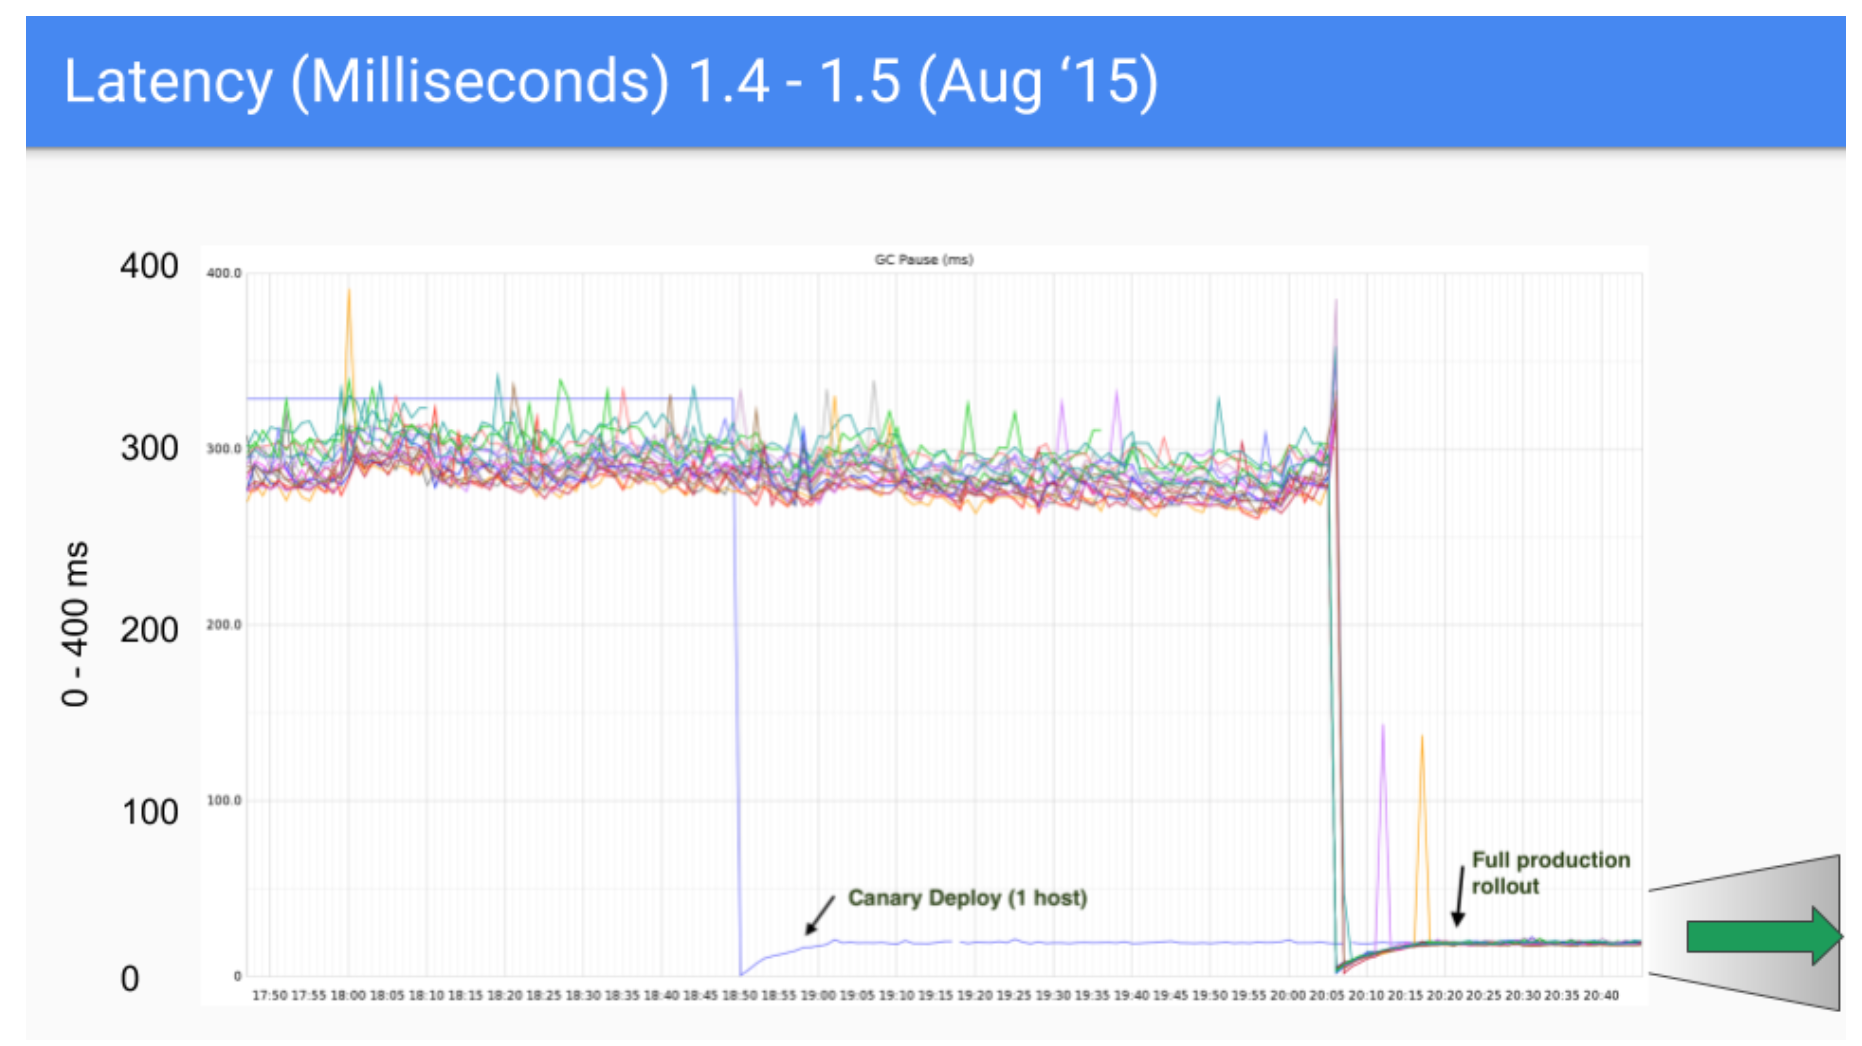 Latency (Milliseconds) 1.4 - 1.5 (Aug ‘15)
GC Pause (ms)
400
300
200
100
0
0 - 400 ms
400.0
300.0
200.0
100.0
0
Canary Deploy (1 host)
Full production
rollout
17:50 17:55 18:00 18:05 18:10 18:15 18:20 18:25 18:30 18:35 18:40 18:45 18:50 18:55 19:00 19:05 19:10 19:15 19:20 19:25 19:30 19:35 19:40 19:45 19:50 19:55 20:00 20:05 20:10 20:15 20:20 20:25 20:30 20:35 20:40